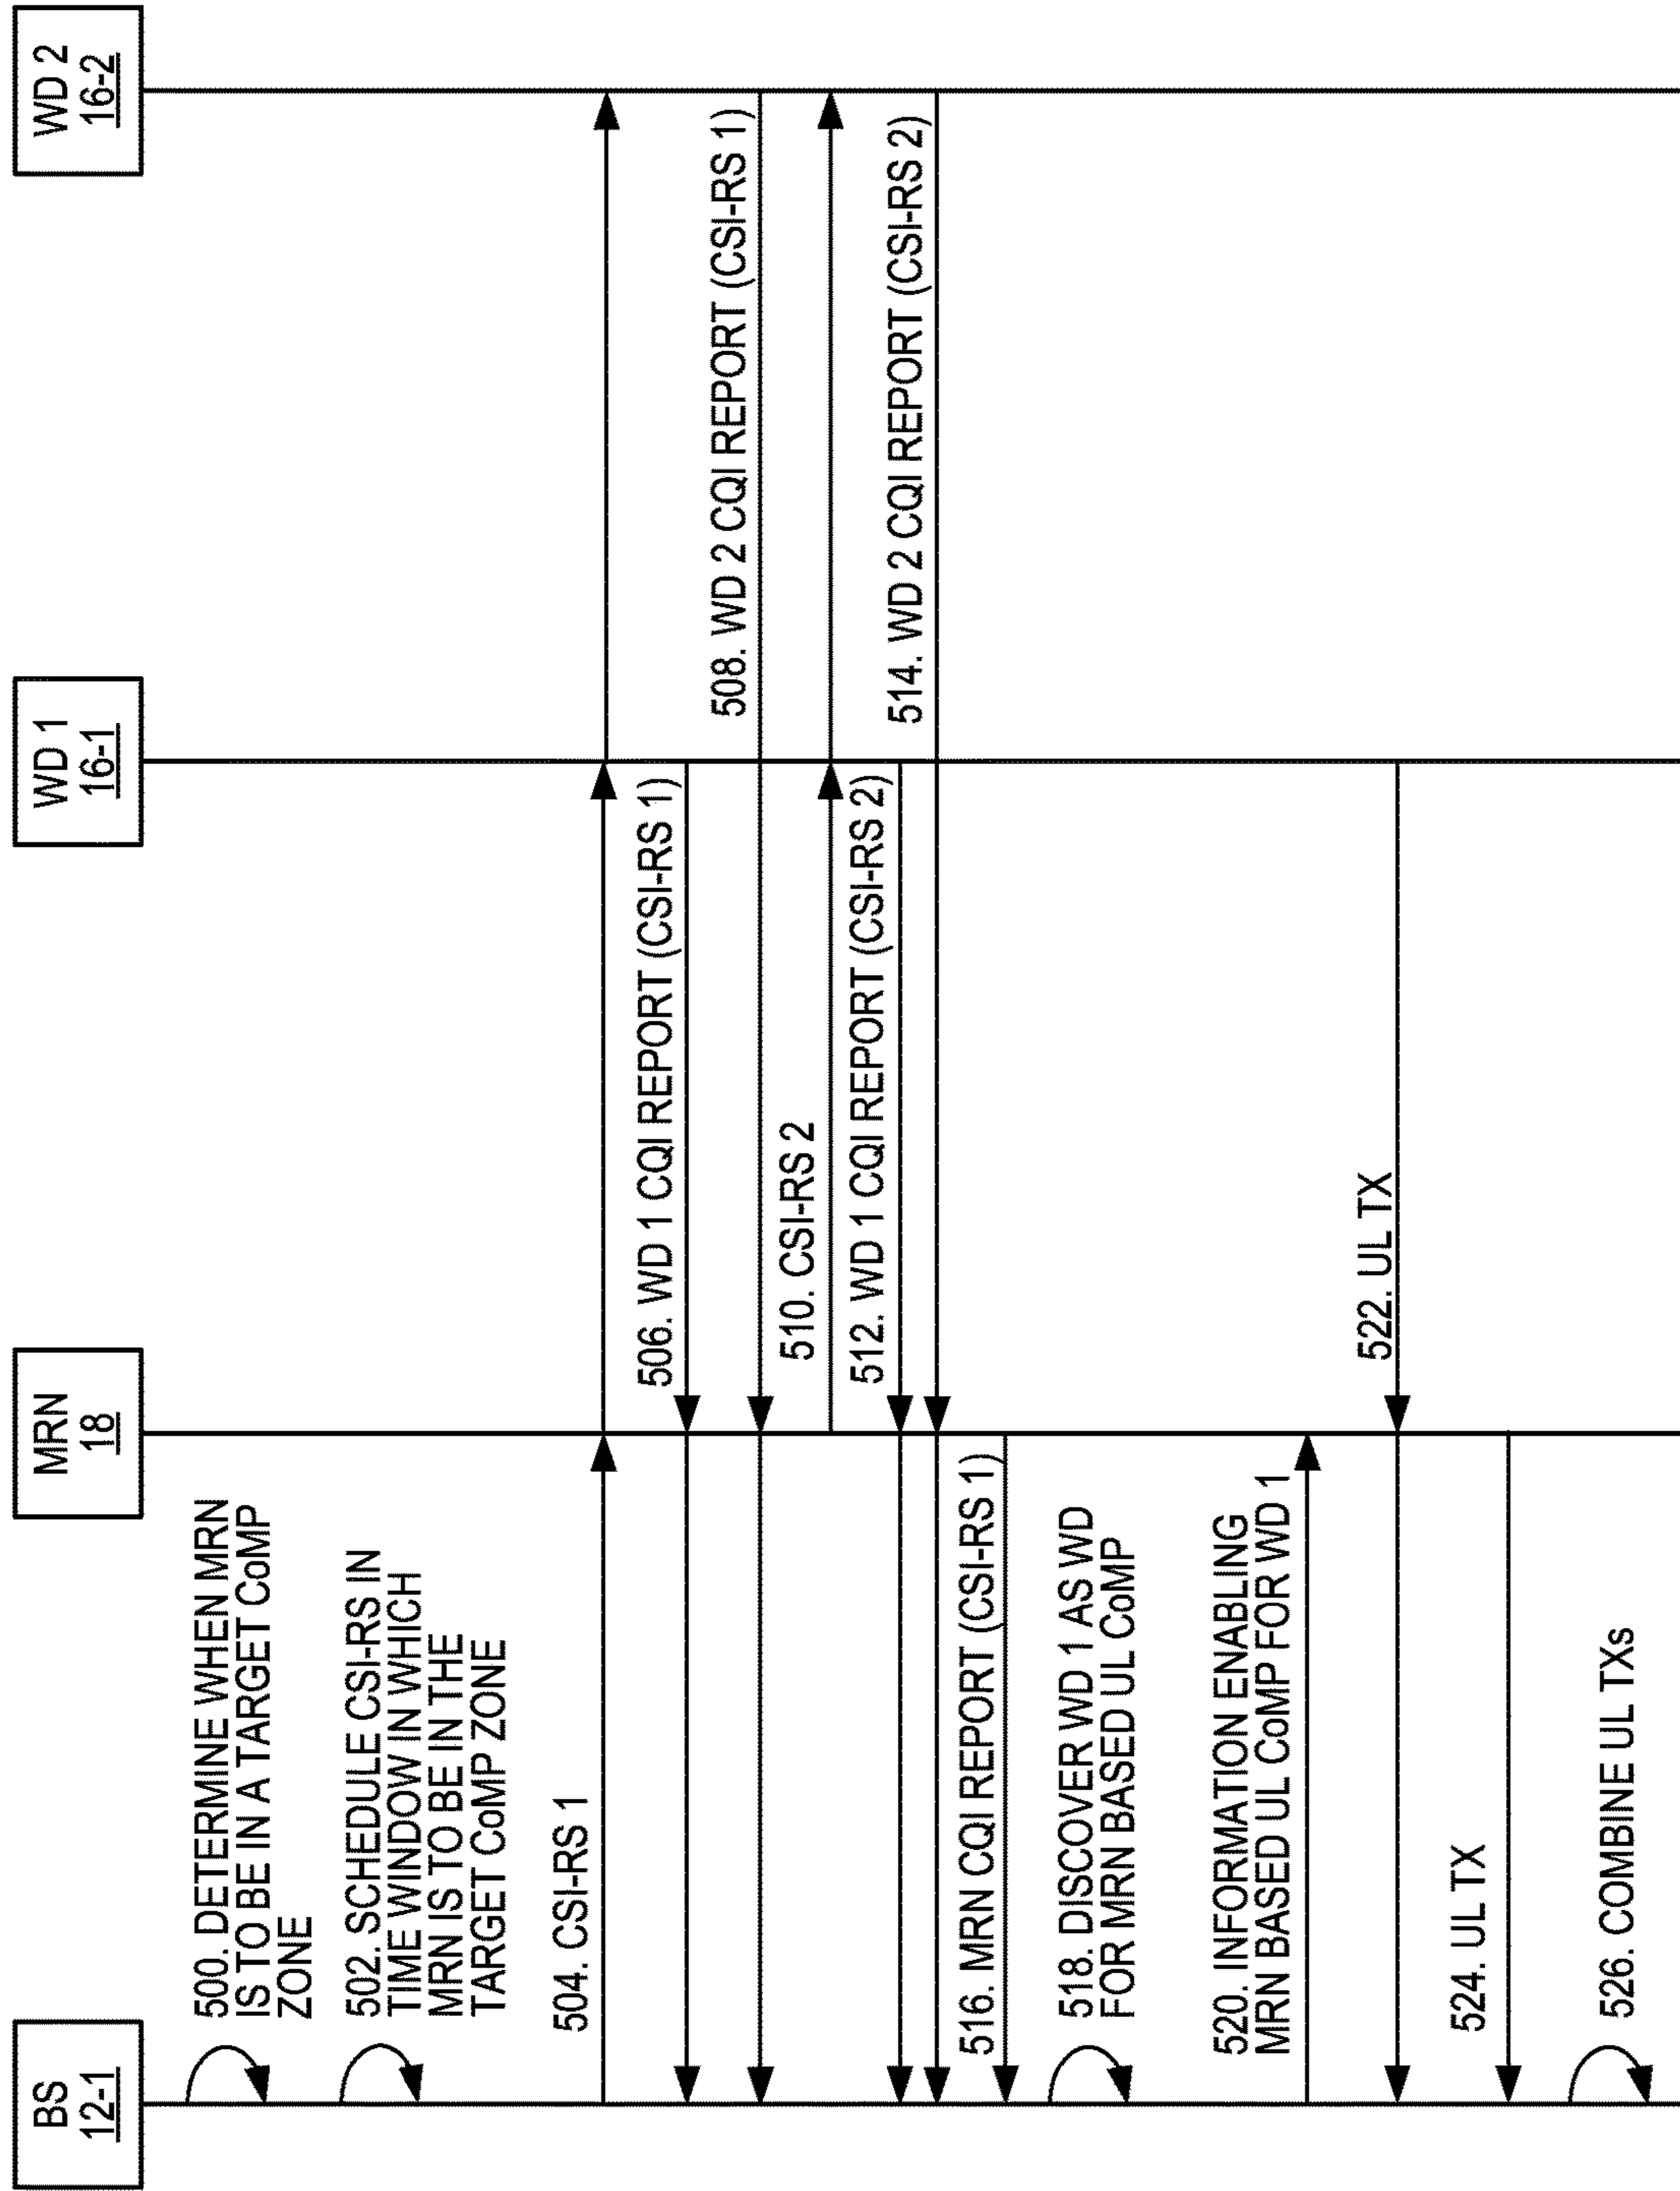 BS
12-1
MRN
18
WD 1
16-1
WD 2
16-2
500. DETERMINE WHEN MRN
IS TO BE IN A TARGET CoMP
ZONE
502. SCHEDULE CSI-RS IN
TIME WINDOW IN WHICH
MRN IS TO BE IN THE
TARGET CoMP ZONE
504. CSI-RS 1
506. WD 1 CQI REPORT (CSI-RS 1)
508. WD 2 CQI REPORT (CSI-RS 1)
510. CSI-RS 2
512. WD 1 CQI REPORT (CSI-RS 2)
514. WD 2 CQI REPORT (CSI-RS 2)
516. MRN CQI REPORT (CSI-RS 1)
518. DISCOVER WD 1 AS WD
FOR MRN BASED UL CoMP
520. INFORMATION ENABLING
MRN BASED UL CoMP FOR WD 1
522. UL TX
524. UL TX
526. COMBINE UL TXs